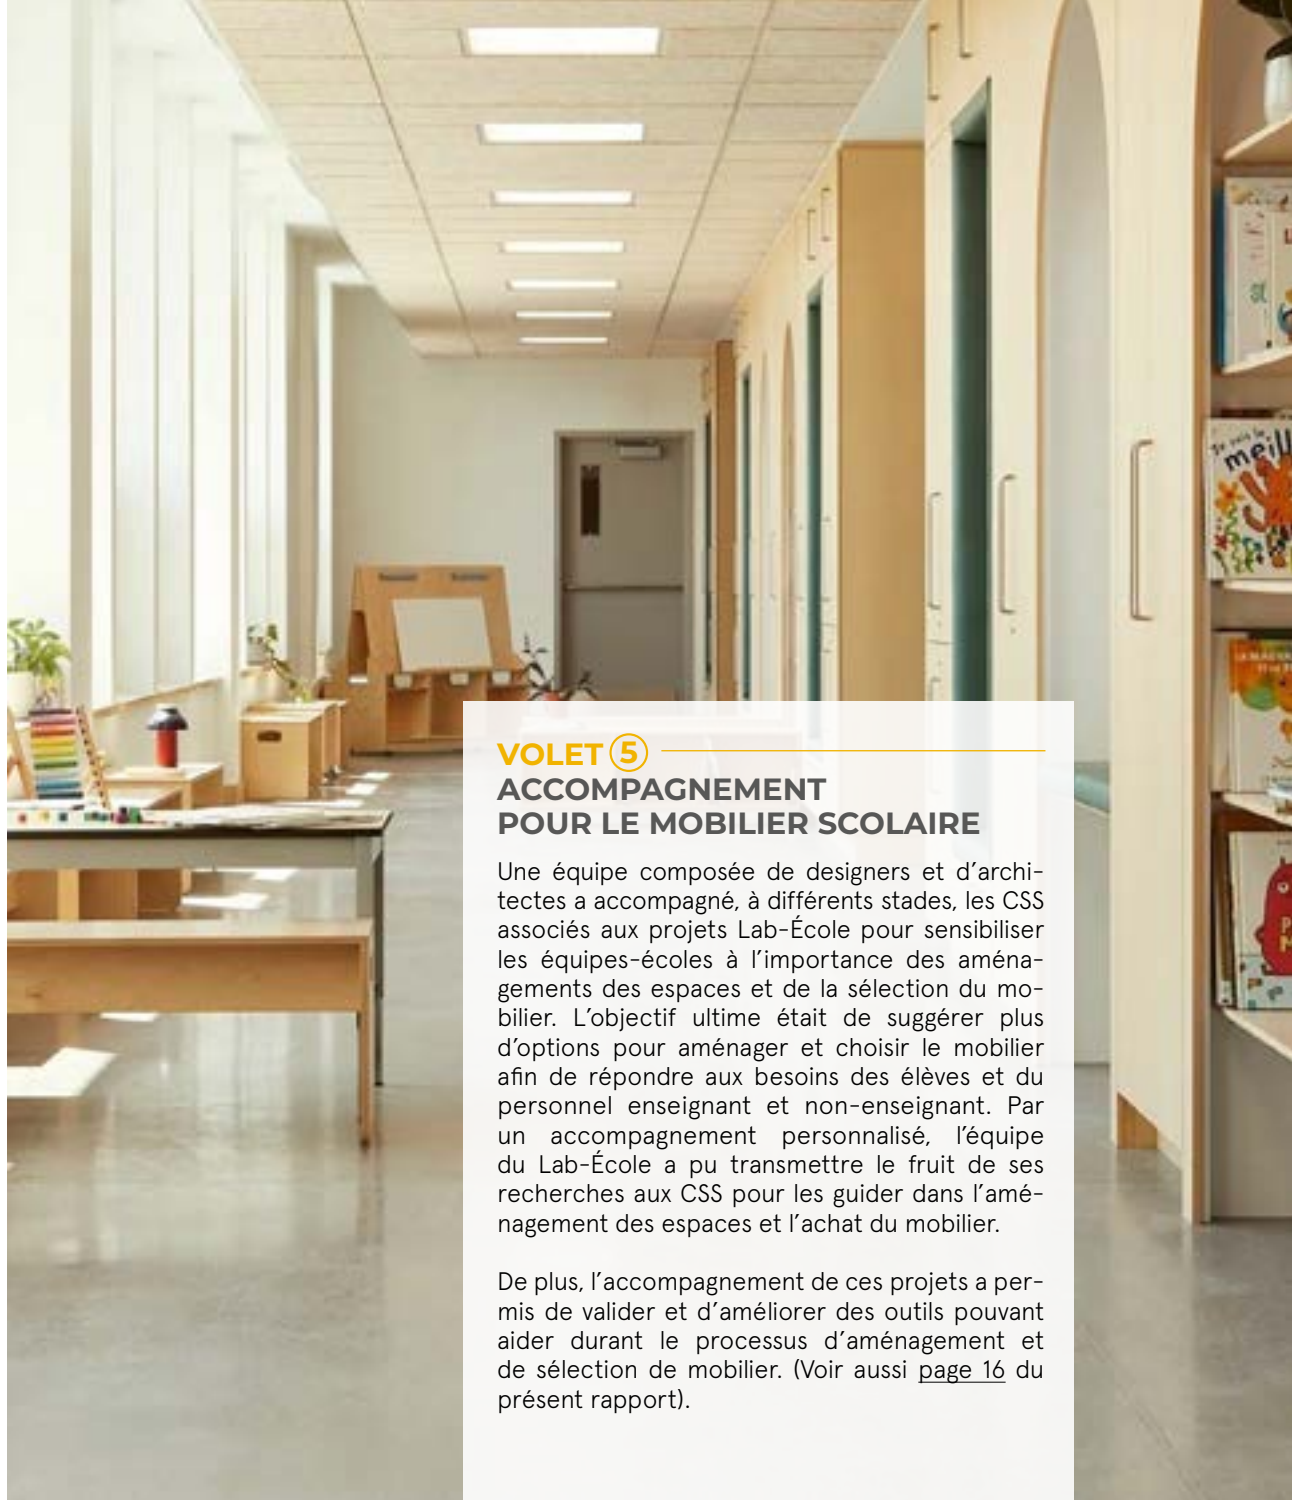 VOLET 5
ACCOMPAGNEMENT
POUR LE MOBILIER SCOLAIRE
Une équipe composée de designers et d’archi-
tectes a accompagné, à différents stades, les CSS
associés aux projets Lab-École pour sensibiliser
les équipes-écoles à l’importance des aména-
gements des espaces et de la sélection du mo-
bilier. L’objectif ultime était de suggérer plus
d’options pour aménager et choisir le mobilier
afin de répondre aux besoins des élèves et du
personnel enseignant et non-enseignant. Par
un accompagnement personnalisé, l’équipe
du Lab-École a pu transmettre le fruit de ses
recherches aux CSS pour les guider dans l’amé-
nagement des espaces et l’achat du mobilier.
De plus, l’accompagnement de ces projets a per-
mis de valider et d’améliorer des outils pouvant
aider durant le processus d’aménagement et
de sélection de mobilier. (Voir aussi page 16 du
présent rapport).
Je suis le
meill